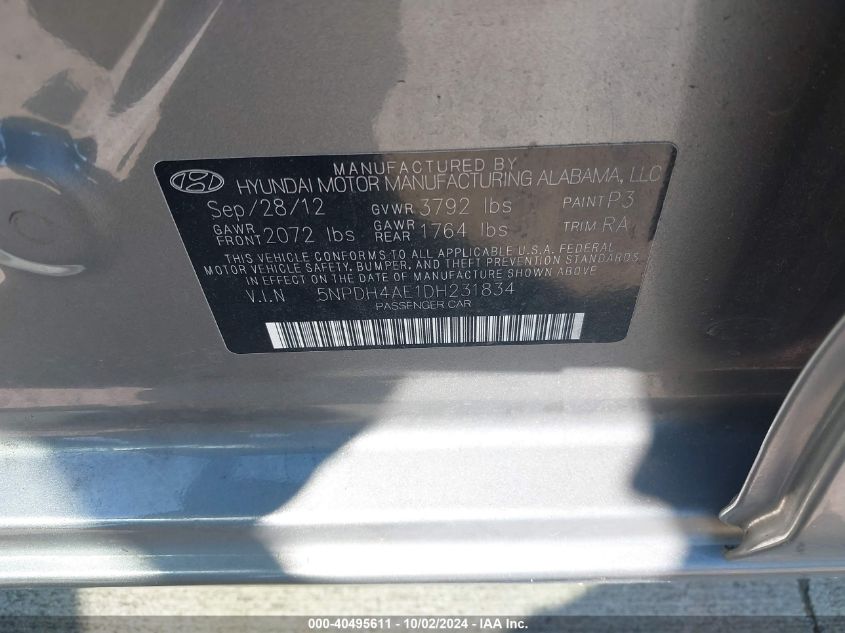 MANUFACTURED BY
HYUNDAI MOTOR MANUFACTURING ALABAMA, LLC
Sep/28/12 GVWR 3792 lbs PAINT P3
GAWR FRONT 2072 lbs GAWR REAR 1764 lbs TRIM RA
THIS VEHICLE CONFORMS TO ALL APPLICABLE U.S.A. FEDERAL
MOTOR VEHICLE SAFETY, BUMPER, AND THEFT PREVENTION STANDARDS
IN EFFECT ON THE DATE OF MANUFACTURE SHOWN ABOVE.
V.I.N 5NPDH4AE1DH231834
PASSENGER CAR
000-40495611 - 10/02/2024 - IAA Inc.